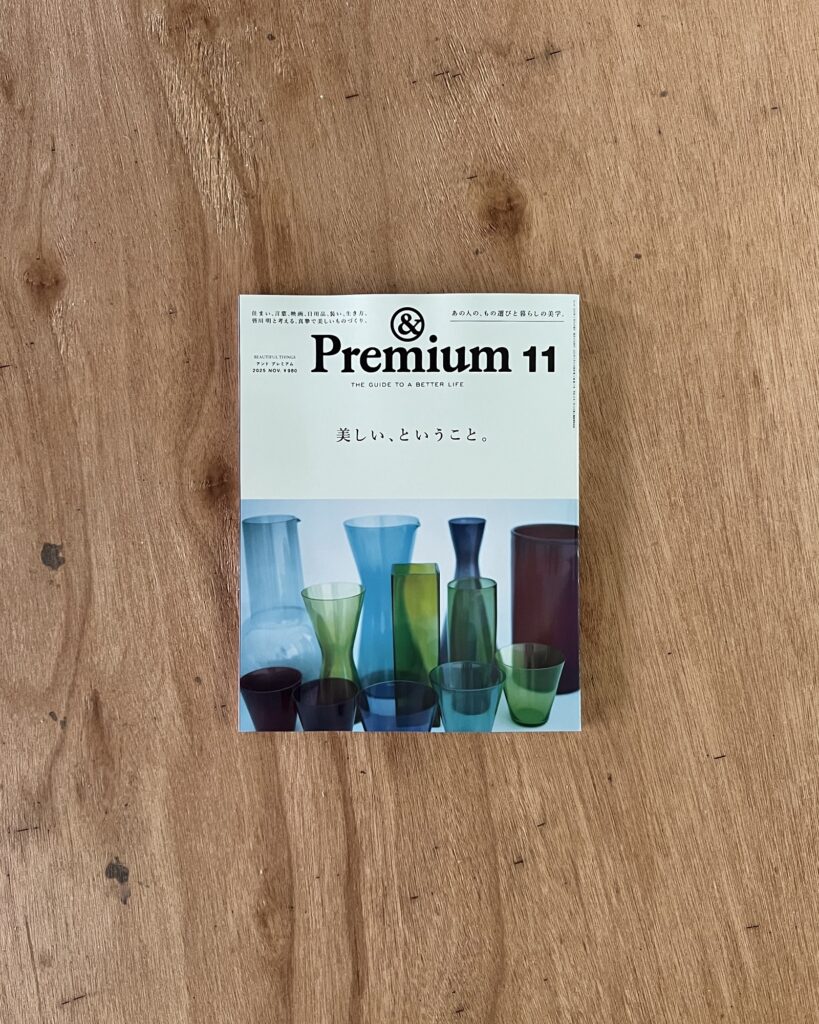 住まい、言葉、映画、日用品、装い、生き方。
皆川 明と考える、真摯で美しいものづくり。
あの人の、もの選びと暮らしの美学。
&
BEAUTIFUL THINGS
アンド プレミアム
2025 NOV. ¥980
Premium 11
THE GUIDE TO A BETTER LIFE
美しい、ということ。